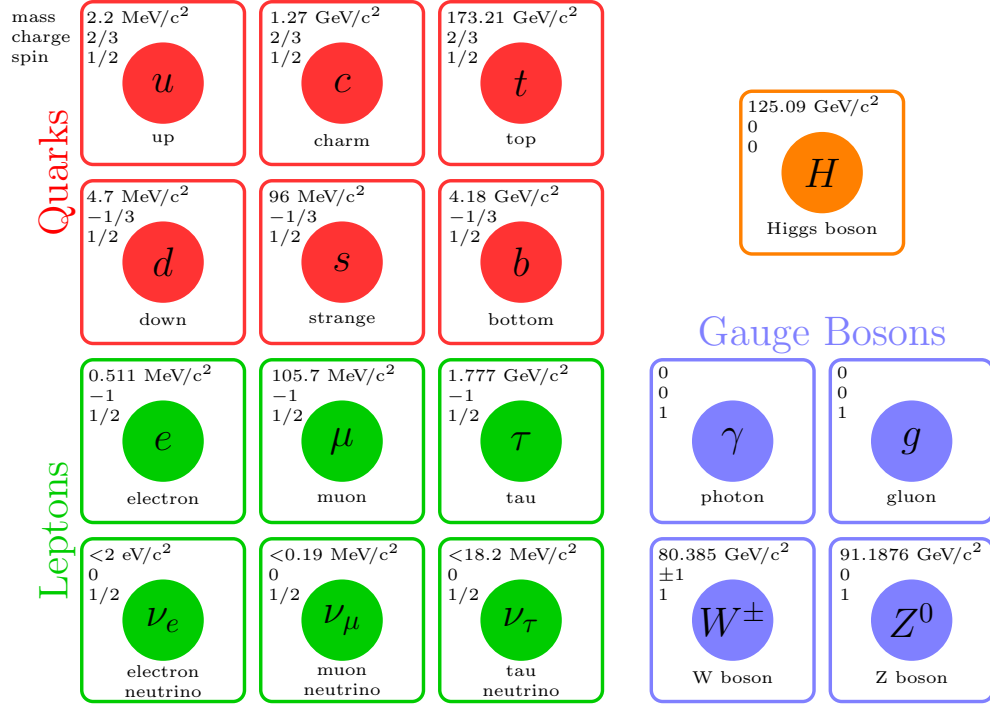 mass
charge
spin
Quarks
2.2 MeV/c²
2/3
1/2
u
up
1.27 GeV/c²
2/3
1/2
c
charm
173.21 GeV/c²
2/3
1/2
t
top
125.09 GeV/c²
0
0
H
Higgs boson
4.7 MeV/c²
−1/3
1/2
d
down
96 MeV/c²
−1/3
1/2
s
strange
4.18 GeV/c²
−1/3
1/2
b
bottom
Gauge Bosons
Leptons
0.511 MeV/c²
−1
1/2
e
electron
105.7 MeV/c²
−1
1/2
μ
muon
1.777 GeV/c²
−1
1/2
τ
tau
0
0
1
γ
photon
0
0
1
g
gluon
<2 eV/c²
0
1/2
νₑ
electron
neutrino
<0.19 MeV/c²
0
1/2
ν_μ
muon
neutrino
<18.2 MeV/c²
0
1/2
ν_τ
tau
neutrino
80.385 GeV/c²
±1
1
W±
W boson
91.1876 GeV/c²
0
1
Z⁰
Z boson